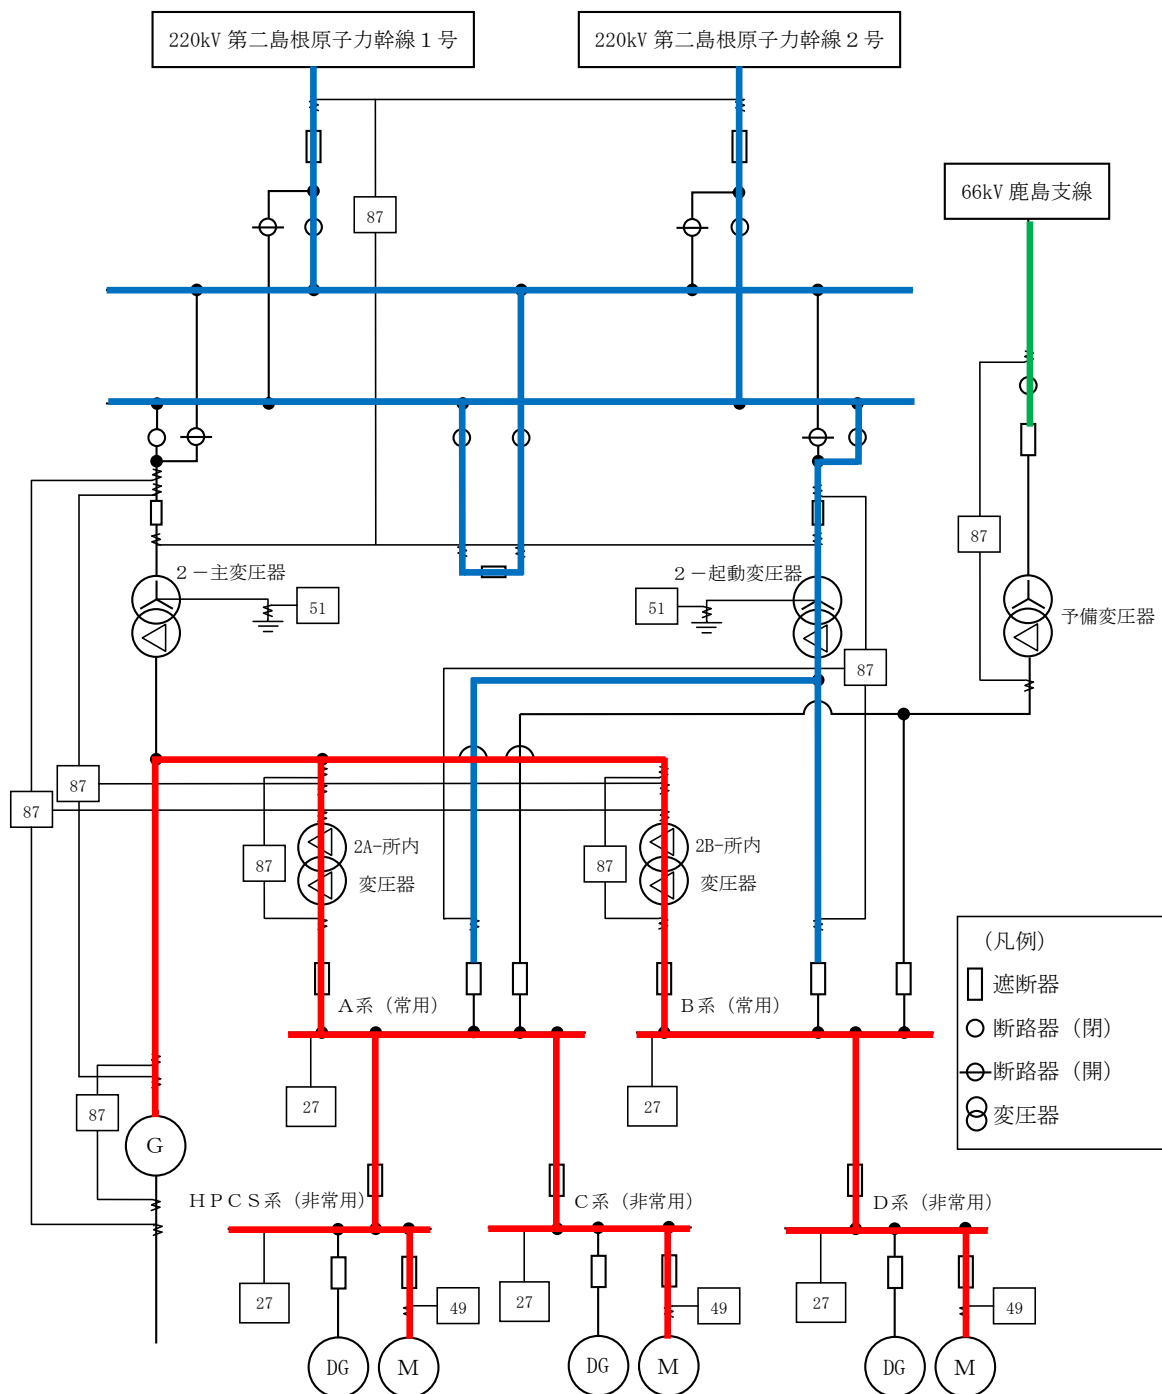 220kV 第二島根原子力幹線１号
220kV 第二島根原子力幹線２号
66kV 鹿島支線
87
87
２－主変圧器
51
２－起動変圧器
51
予備変圧器
87
87
87
2A-所内
変圧器
87
2B-所内
変圧器
87
(凡例)
遮断器
断路器（閉）
断路器（開）
変圧器
Ａ系（常用）
Ｂ系（常用）
27
27
87
G
ＨＰＣＳ系（非常用）
Ｃ系（非常用）
Ｄ系（非常用）
27
49
27
49
27
49
DG
M
DG
M
DG
M